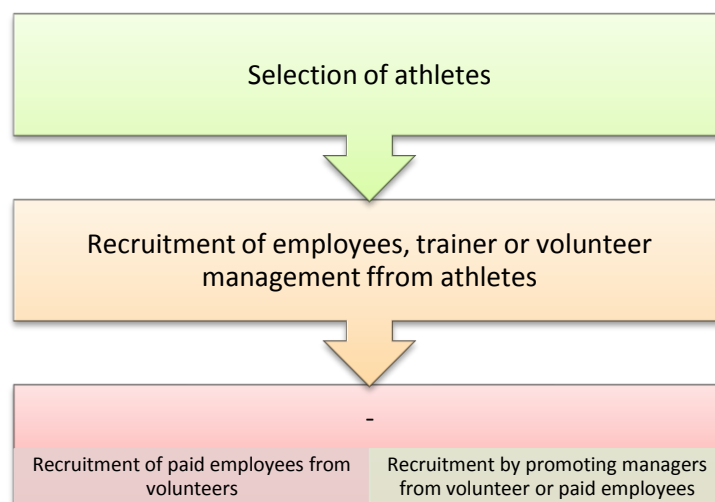 Selection of athletes
Recruitment of employees, trainer or volunteer
management ffrom athletes
-
Recruitment of paid employees from
volunteers
Recruitment by promoting managers
from volunteer or paid employees